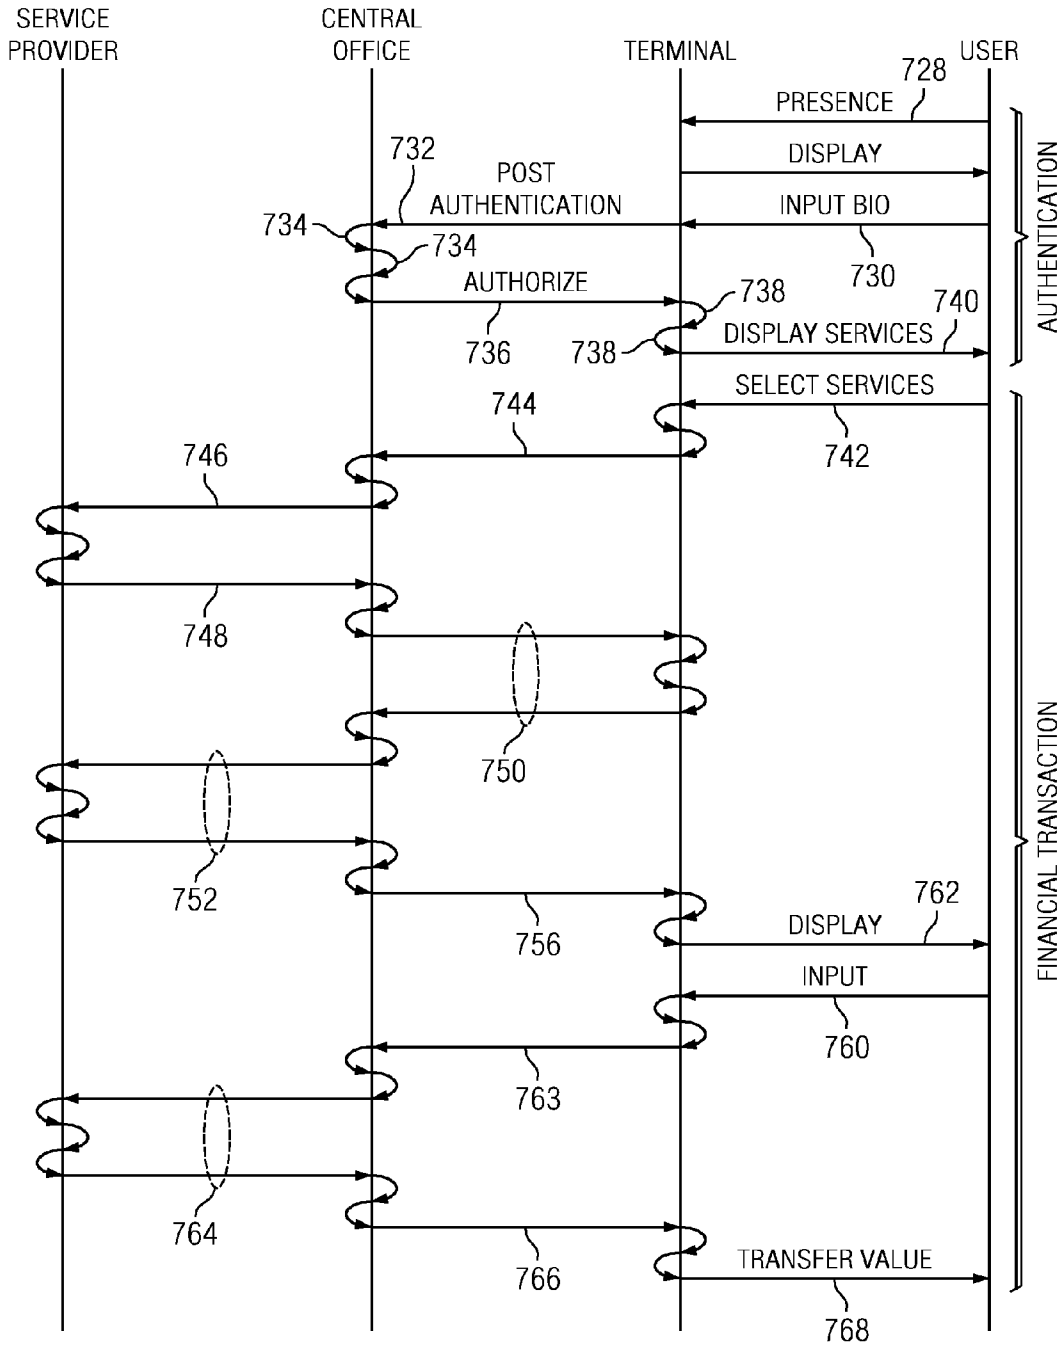 SERVICE
PROVIDER
CENTRAL
OFFICE
TERMINAL
USER
728
PRESENCE
DISPLAY
732
POST
AUTHENTICATION
INPUT BIO
734
734
730
AUTHORIZE
738
740
736
738
DISPLAY SERVICES
AUTHENTICATION
SELECT SERVICES
744
742
746
748
750
752
762
756
DISPLAY
INPUT
760
763
764
766
TRANSFER VALUE
768
FINANCIAL TRANSACTION